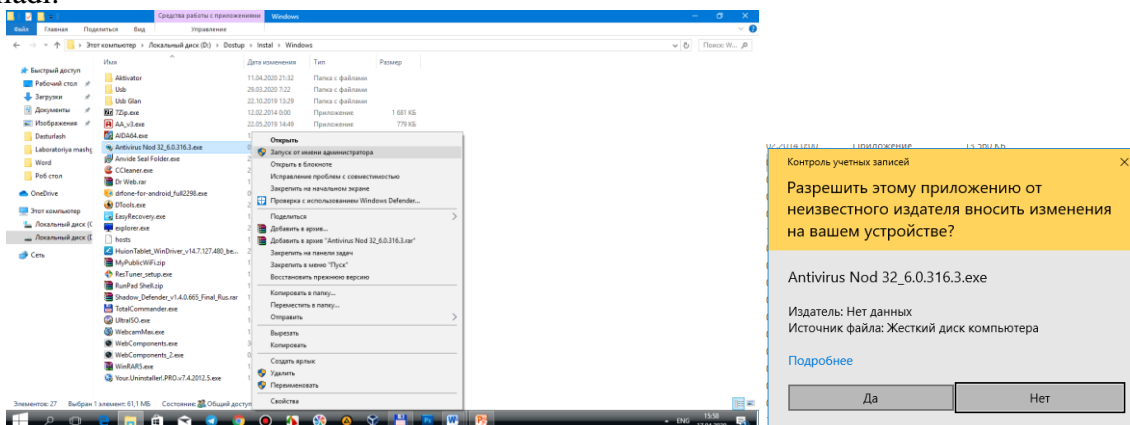 Средства работы с приложениями Windows
Файл Главная Поделиться Вид Управление
Этот компьютер > Локальный диск (D:) > Dostup > Instal > Windows
Поиск: W...
Имя Дата изменения Тип Размер
Быстрый доступ
Рабочий стол
Загрузки
Документы
Изображения
Desturlash
Laboratoriya mashg
Word
Роб стол
OneDrive
Этот компьютер
Локальный диск (C
Локальный диск (D
Сеть
Aktivator 11.04.2020 21:32 Папка с файлами
Usb 29.03.2020 7:22 Папка с файлами
Usb Glan 22.10.2019 13:29 Папка с файлами
7Zip.exe 12.02.2014 0:00 Приложение 1 681 КБ
AA_v3.exe 22.05.2019 14:49 Приложение 779 КБ
AIDA64.exe
Antivirus Nod 32_6.0.316.3.exe
Anvide Seal Folder.exe
CCleaner.exe
Dr Web.rar
drfone-for-android_full2298.exe
DTools.exe
EasyRecovery.exe
explorer.exe
hosts
HuionTablet_WinDriver_v14.7.127.480_be...
MyPublicWiFi.zip
ResTuner_setup.exe
RunPad Shell.zip
Shadow_Defender_v1.4.0.665_Final_Rus.rar
TotalCommander.exe
UltraISO.exe
WebcamMax.exe
WebComponents.exe
WebComponents_2.exe
WinRAR5.exe
Your.Uninstaller!.PRO.v7.4.2012.5.exe
Открыть
Запуск от имени администратора
Открыть в блокноте
Исправление проблем с совместимостью
Закрепить на начальном экране
Проверка с использованием Windows Defender...
Поделиться
Добавить в архив...
Добавить в архив "Antivirus Nod 32_6.0.316.3.rar"
Закрепить на панели задач
Закрепить в меню "Пуск"
Восстановить прежнюю версию
Копировать в папку...
Переместить в папку...
Отправить
Вырезать
Копировать
Создать ярлык
Удалить
Переименовать
Свойства
Элементов: 27 Выбран 1 элемент: 61,1 МБ Состояние: Общий доступ
ENG 15:58
17.04.2020
Приложение
Контроль учетных записей
Разрешить этому приложению от
неизвестного издателя вносить изменения
на вашем устройстве?
Antivirus Nod 32_6.0.316.3.exe
Издатель: Нет данных
Источник файла: Жесткий диск компьютера
Подробнее
Да Нет